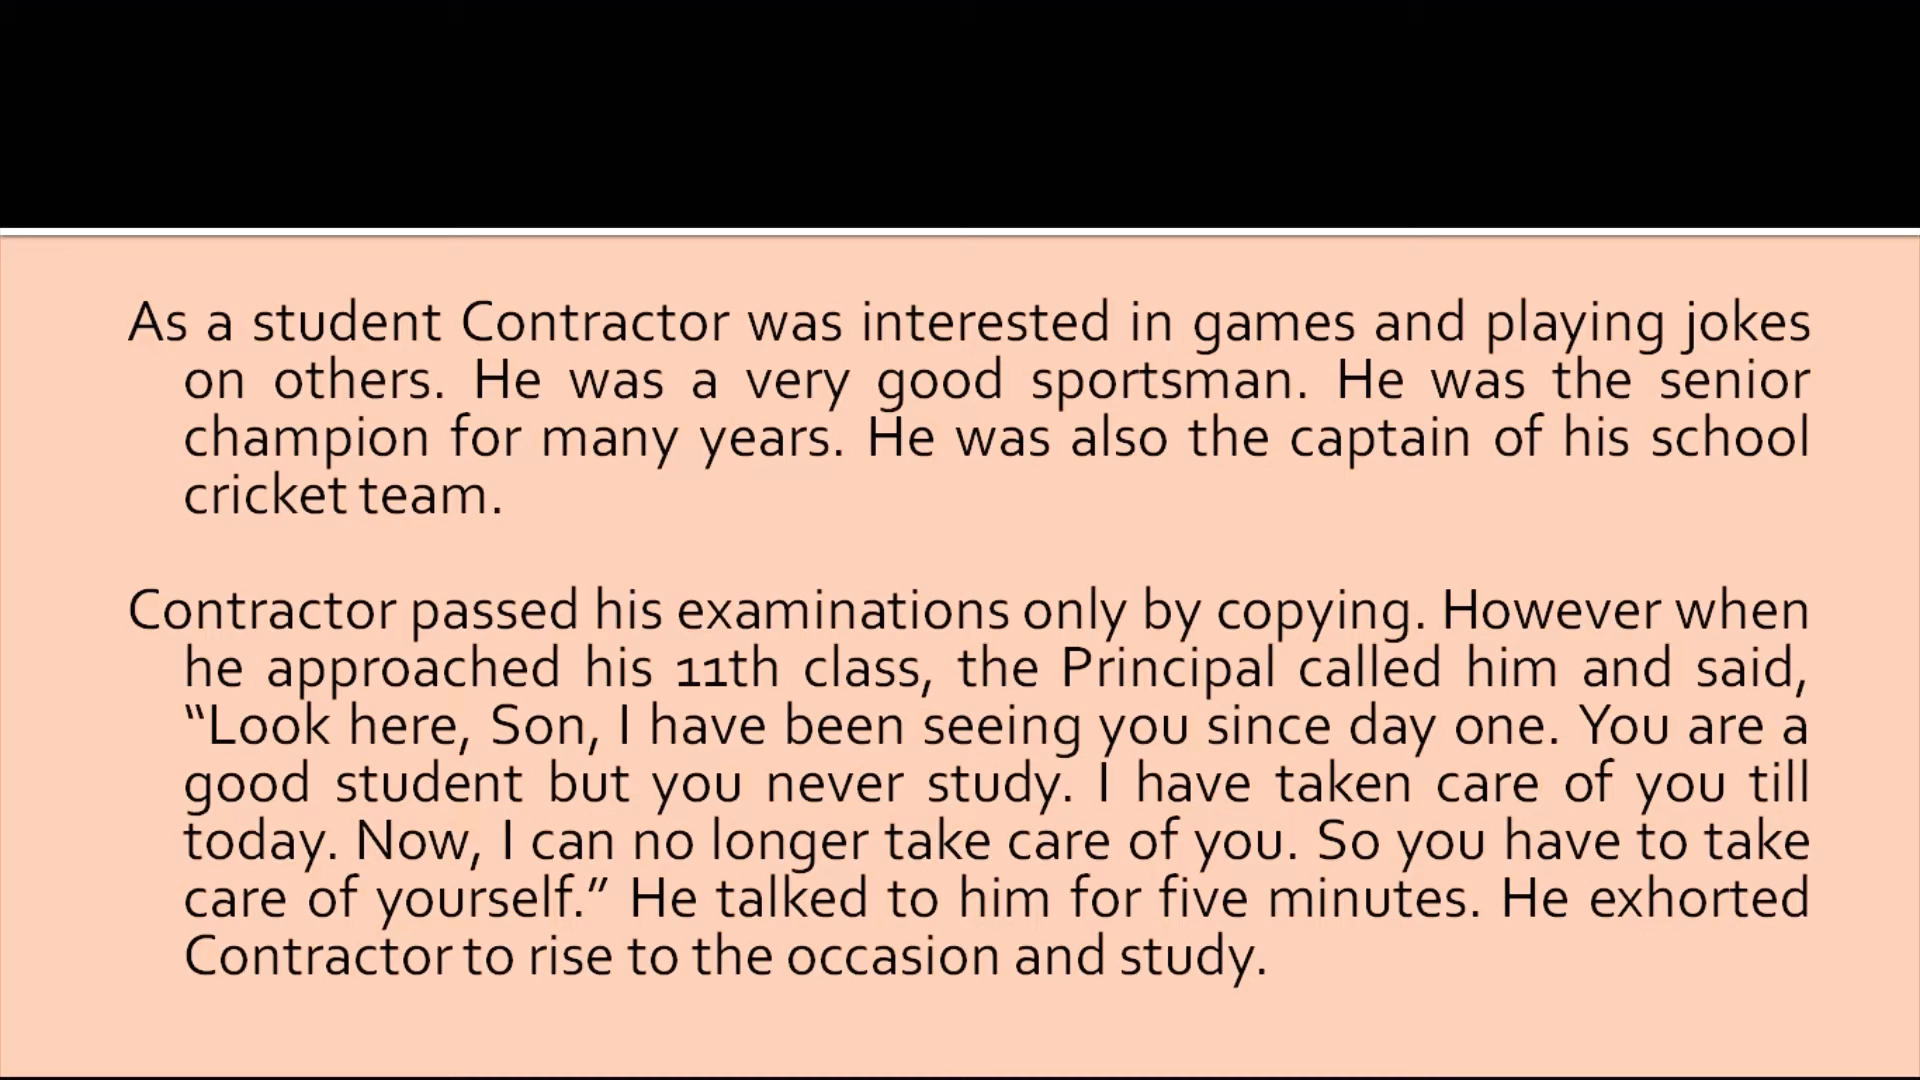 As a student Contractor was interested in games and playing jokes
on others. He was a very good sportsman. He was the senior
champion for many years. He was also the captain of his school
cricket team.
Contractor passed his examinations only by copying. However when
he approached his 11th class, the Principal called him and said,
“Look here, Son, I have been seeing you since day one. You are a
good student but you never study. I have taken care of you till
today. Now, I can no longer take care of you. So you have to take
care of yourself.” He talked to him for five minutes. He exhorted
Contractor to rise to the occasion and study.